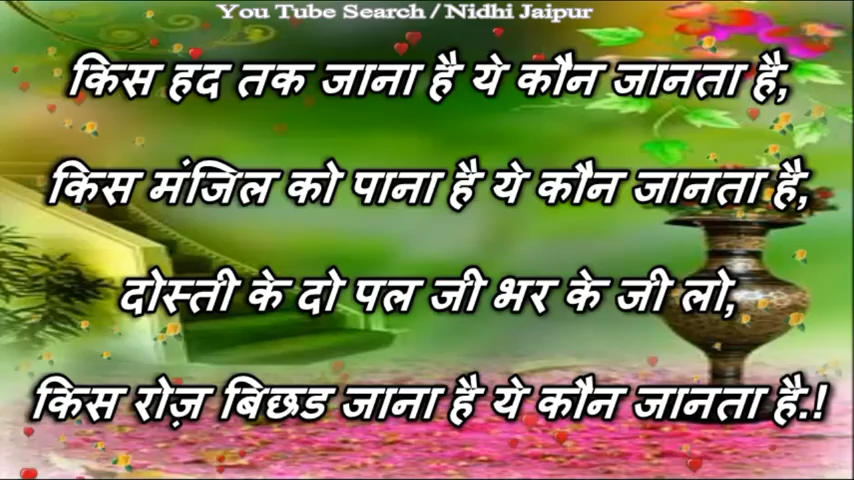 You Tube Search / Nidhi Jaipur
किस हद तक जाना है ये कौन जानता है,
किस मंजिल को पाना है ये कौन जानता है,
दोस्ती के दो पल जी भर के जी लो,
किस रोज़ बिछड जाना है ये कौन जानता है.!